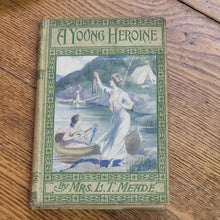 A YOUNG HEROINE
By MRS. L. T. MEADE